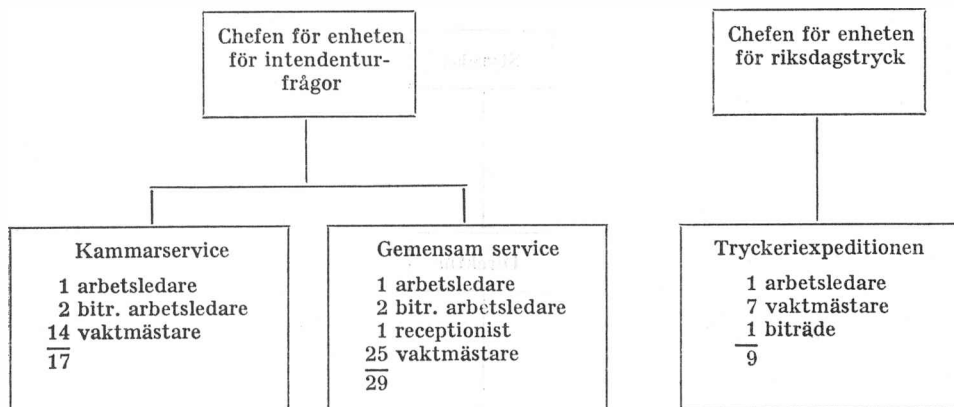 Chefen för enheten
för intendentur-
frågor
Chefen för enheten
för riksdagstryck
Kammarservice
1 arbetsledare
2 bitr. arbetsledare
14 vaktmästare
17
Gemensam service
1 arbetsledare
2 bitr. arbetsledare
1 receptionist
25 vaktmästare
29
Tryckeriexpeditionen
1 arbetsledare
7 vaktmästare
1 biträde
9